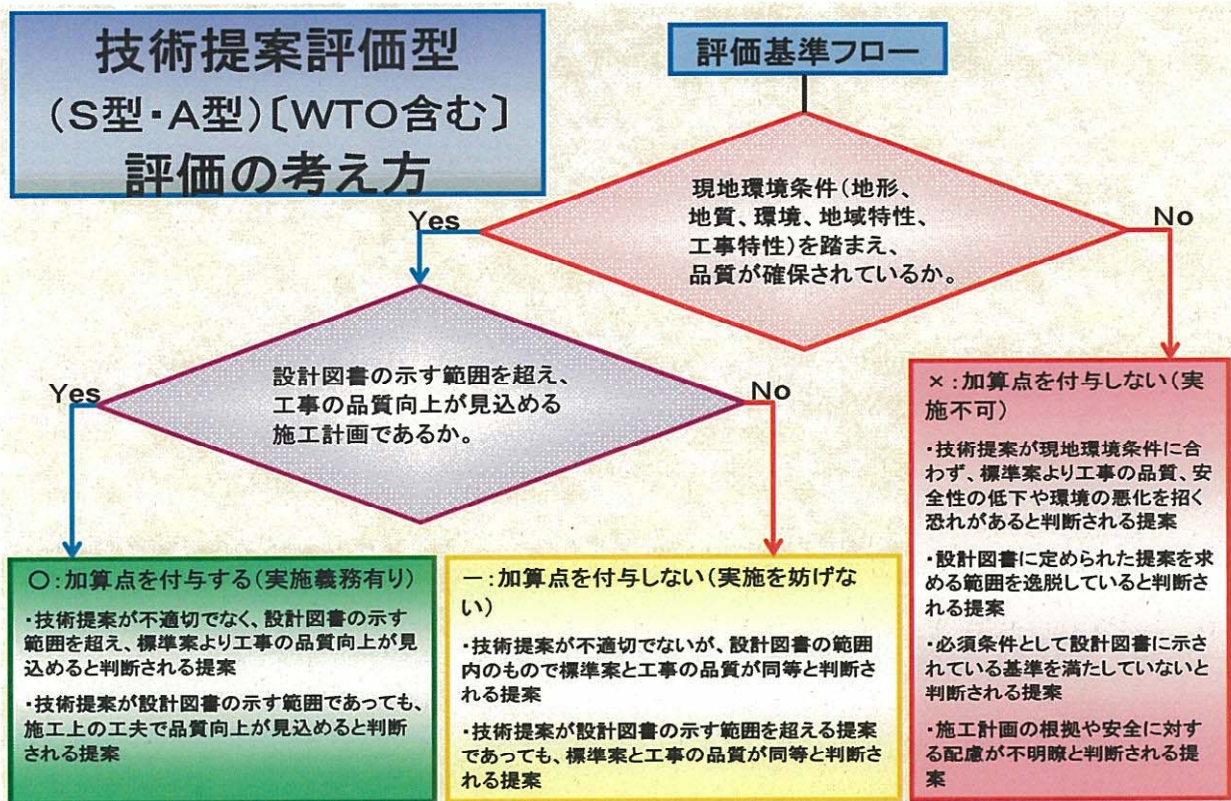 技術提案評価型
(S型・A型)〔WTO含む〕
評価の考え方
評価基準フロー
現地環境条件(地形、
地質、環境、地域特性、
工事特性)を踏まえ、
品質が確保されているか。
Yes
No
設計図書の示す範囲を超え、
工事の品質向上が見込める
施工計画であるか。
Yes
No
○:加算点を付与する(実施義務有り)
・技術提案が不適切でなく、設計図書の示す
範囲を超え、標準案より工事の品質向上が見
込めると判断される提案
・技術提案が設計図書の示す範囲であっても、
施工上の工夫で品質向上が見込めると判断
される提案
－:加算点を付与しない(実施を妨げな
い)
・技術提案が不適切でないが、設計図書の範囲
内のもので標準案と工事の品質が同等と判断さ
れる提案
・技術提案が設計図書の示す範囲を超える提案
であっても、標準案と工事の品質が同等と判断さ
れる提案
×:加算点を付与しない(実
施不可)
・技術提案が現地環境条件に合
わず、標準案より工事の品質、安
全性の低下や環境の悪化を招く
恐れがあると判断される提案
・設計図書に定められた提案を求
める範囲を逸脱していると判断さ
れる提案
・必須条件として設計図書に示さ
れている基準を満たしていないと
判断される提案
・施工計画の根拠や安全に対す
る配慮が不明瞭と判断される提
案